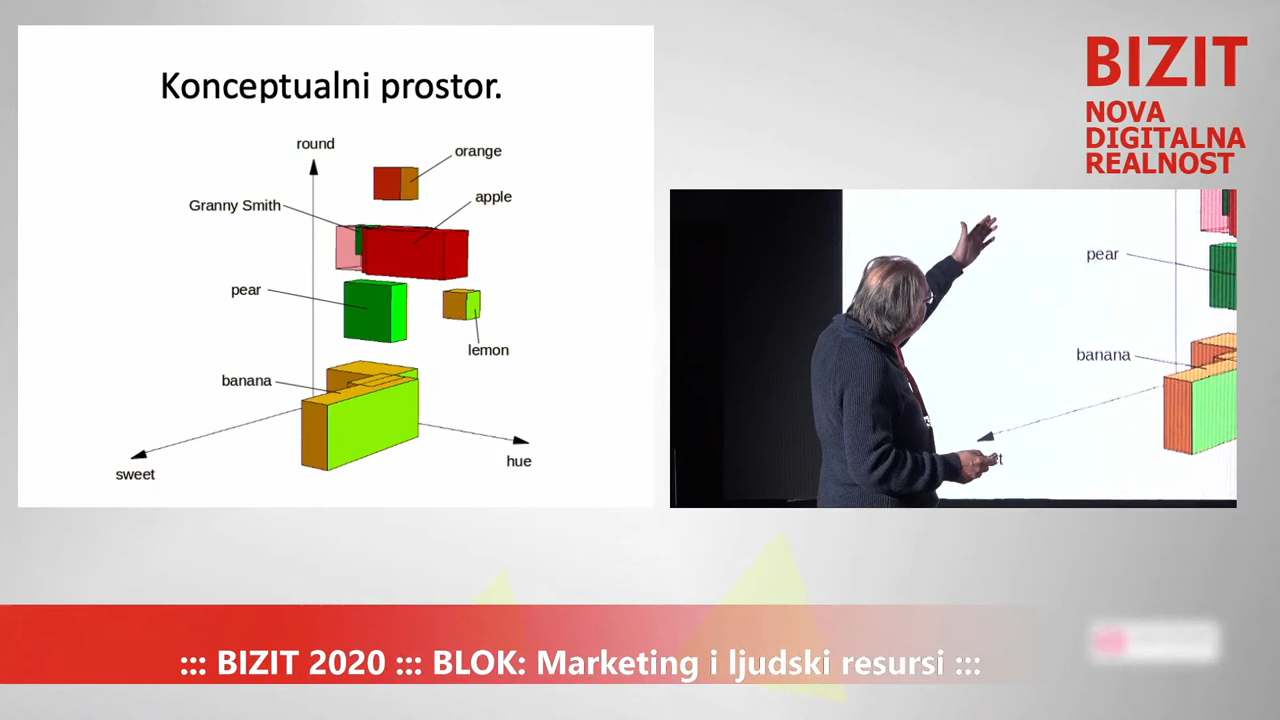 Konceptualni prostor.
round
orange
Granny Smith
apple
pear
lemon
banana
sweet
hue
BIZIT
NOVA
DIGITALNA
REALNOST
pear
banana
::: BIZIT 2020 ::: BLOK: Marketing i ljudski resursi :::